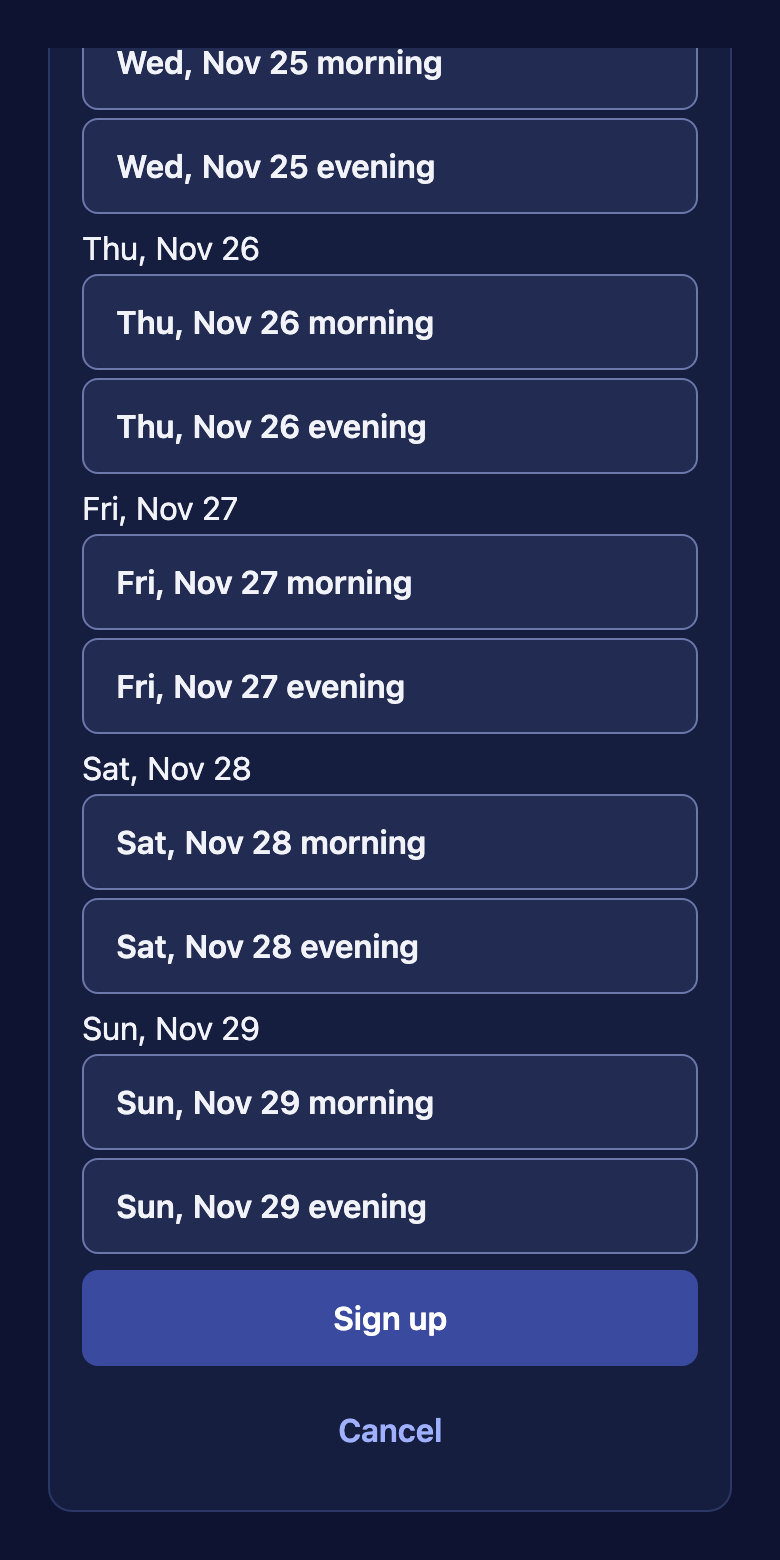 Wed, Nov 25 morning
Wed, Nov 25 evening
Thu, Nov 26
Thu, Nov 26 morning
Thu, Nov 26 evening
Fri, Nov 27
Fri, Nov 27 morning
Fri, Nov 27 evening
Sat, Nov 28
Sat, Nov 28 morning
Sat, Nov 28 evening
Sun, Nov 29
Sun, Nov 29 morning
Sun, Nov 29 evening
Sign up
Cancel